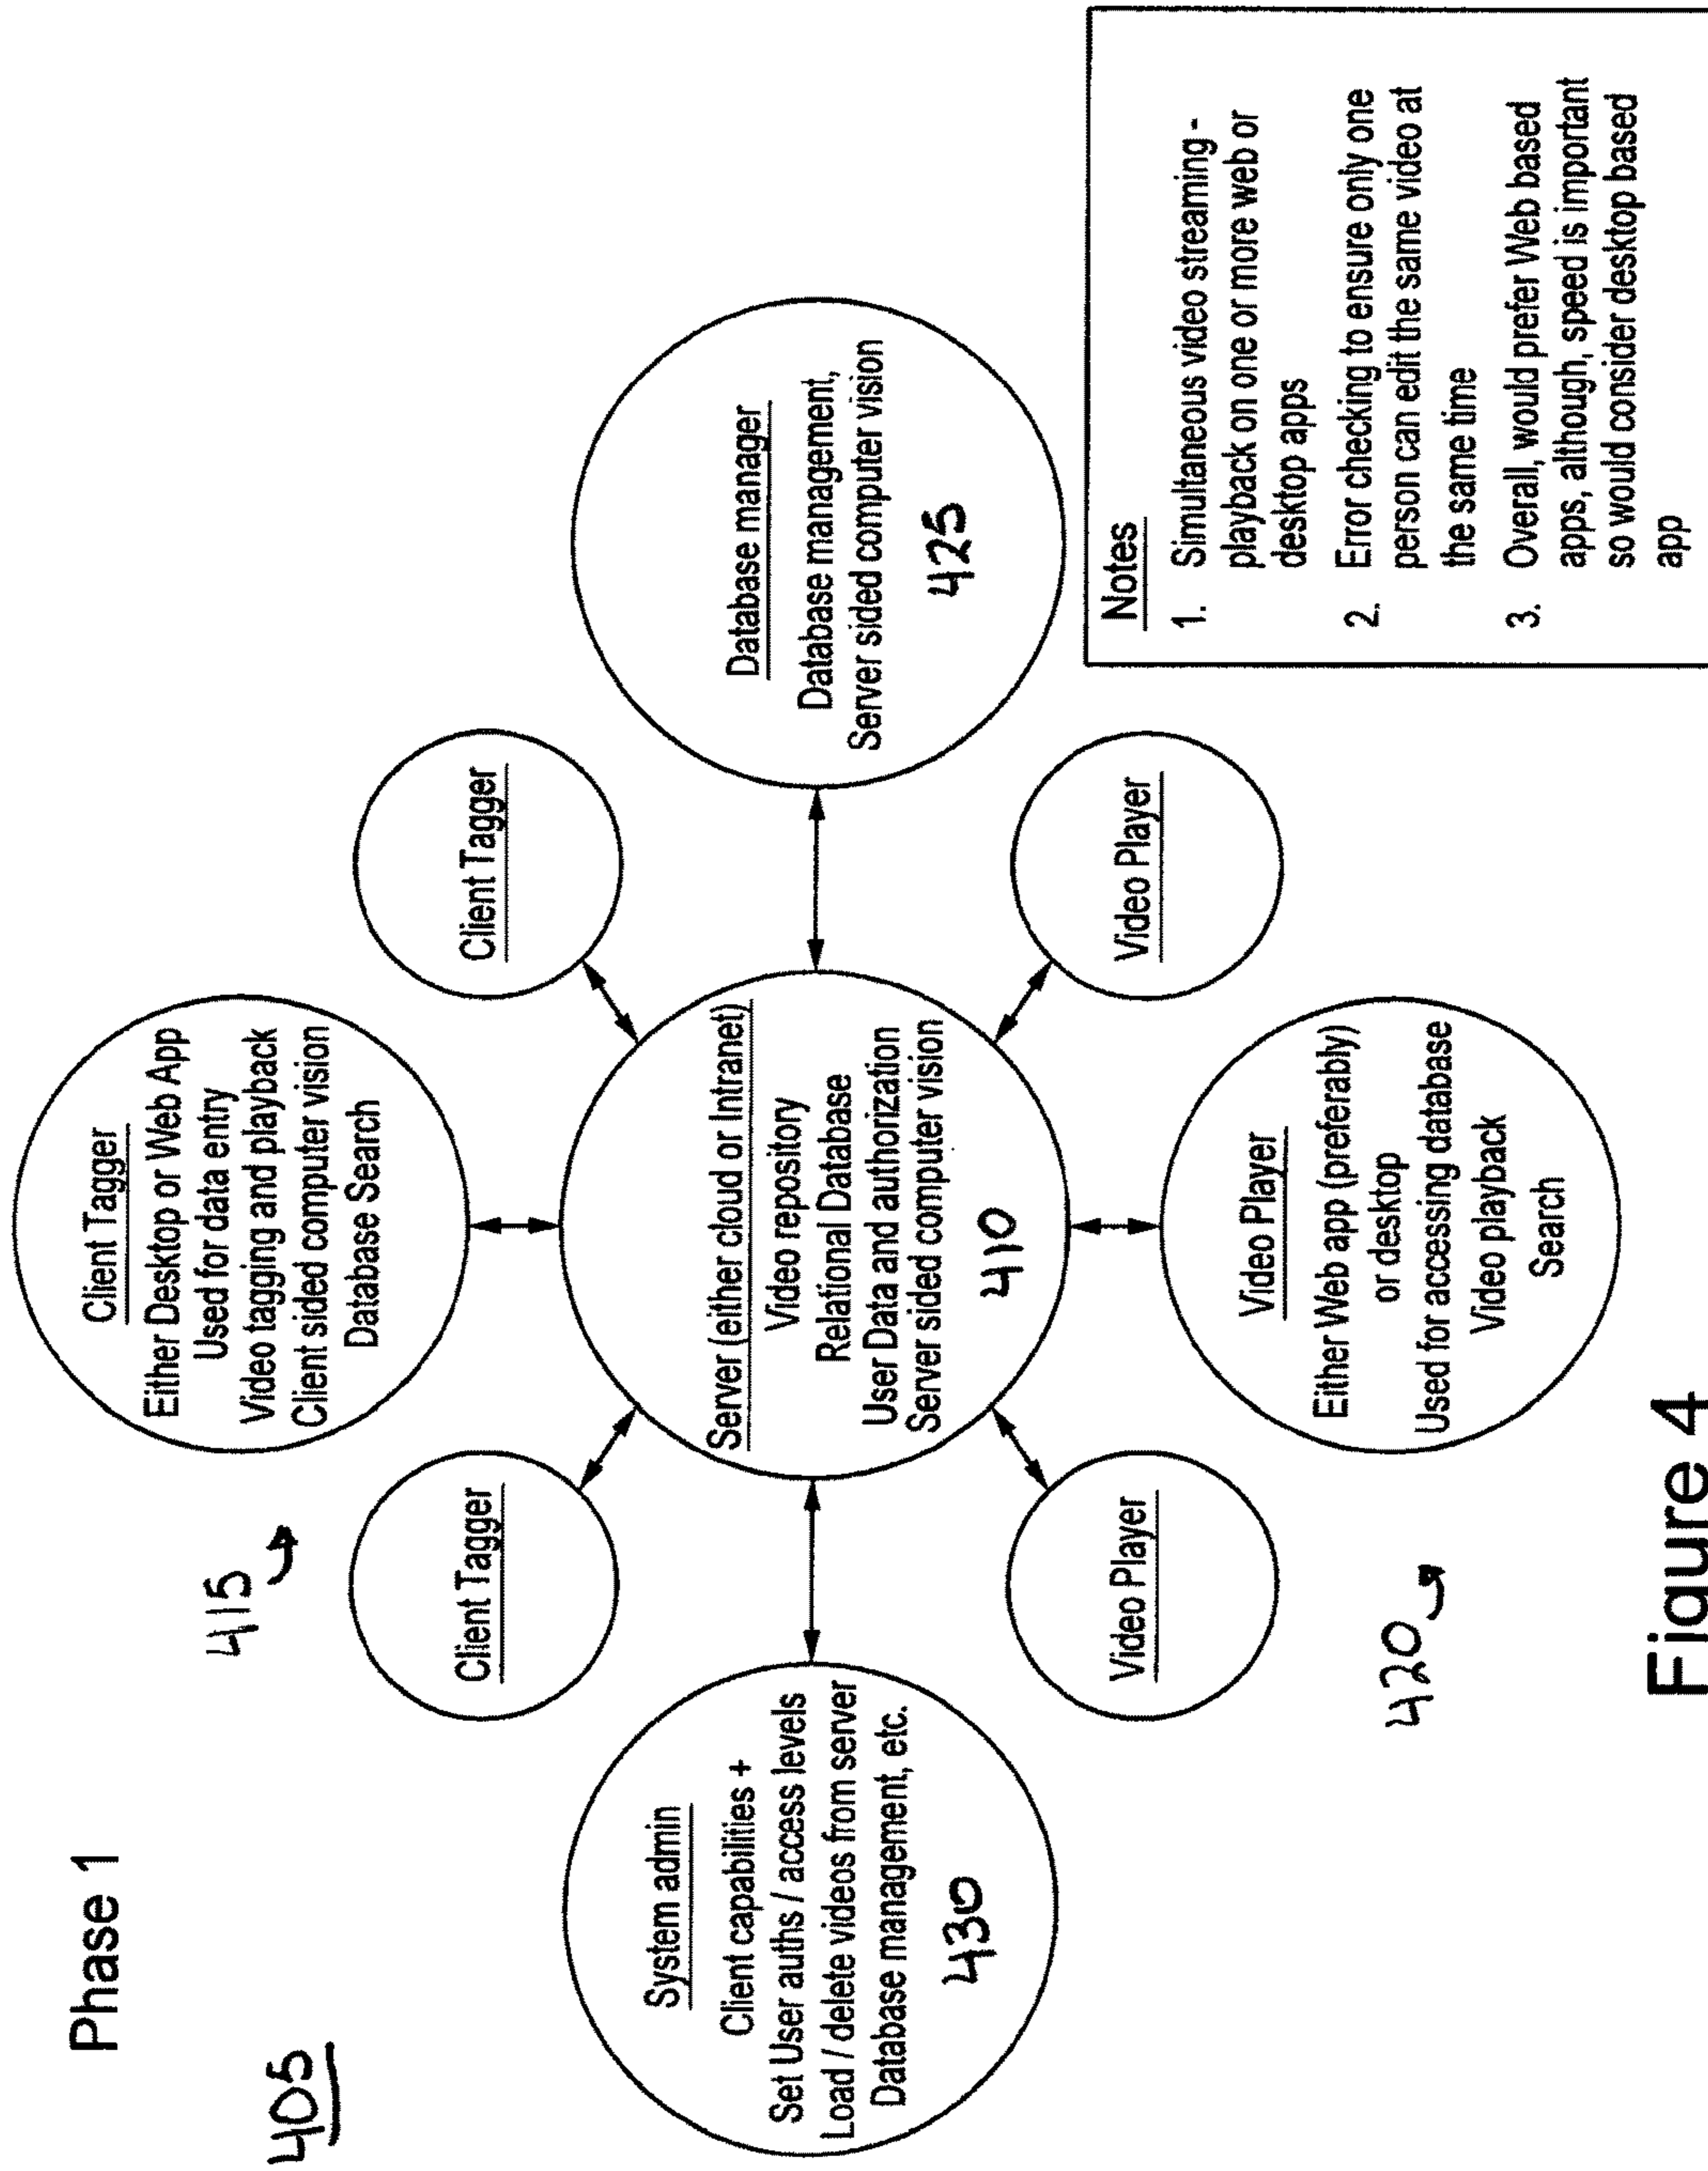 Phase 1
405
415
Client Tagger
Either Desktop or Web App
Used for data entry
Video tagging and playback
Client sided computer vision
Database Search
Client Tagger
Client Tagger
System admin
Client capabilities +
Set User auths / access levels
Load / delete videos from server
Database management, etc.
430
Server (either cloud or Intranet)
Video repository
Relational Database
User Data and authorization
Server sided computer vision
410
Database manager
Database management,
Server sided computer vision
425
Video Player
Video Player
420
Video Player
Either Web app (preferably)
or desktop
Used for accessing database
Video playback
Search
Notes
1. Simultaneous video streaming -
playback on one or more web or
desktop apps
2. Error checking to ensure only one
person can edit the same video at
the same time
3. Overall, would prefer Web based
apps, although, speed is important
so would consider desktop based
app
Figure 4